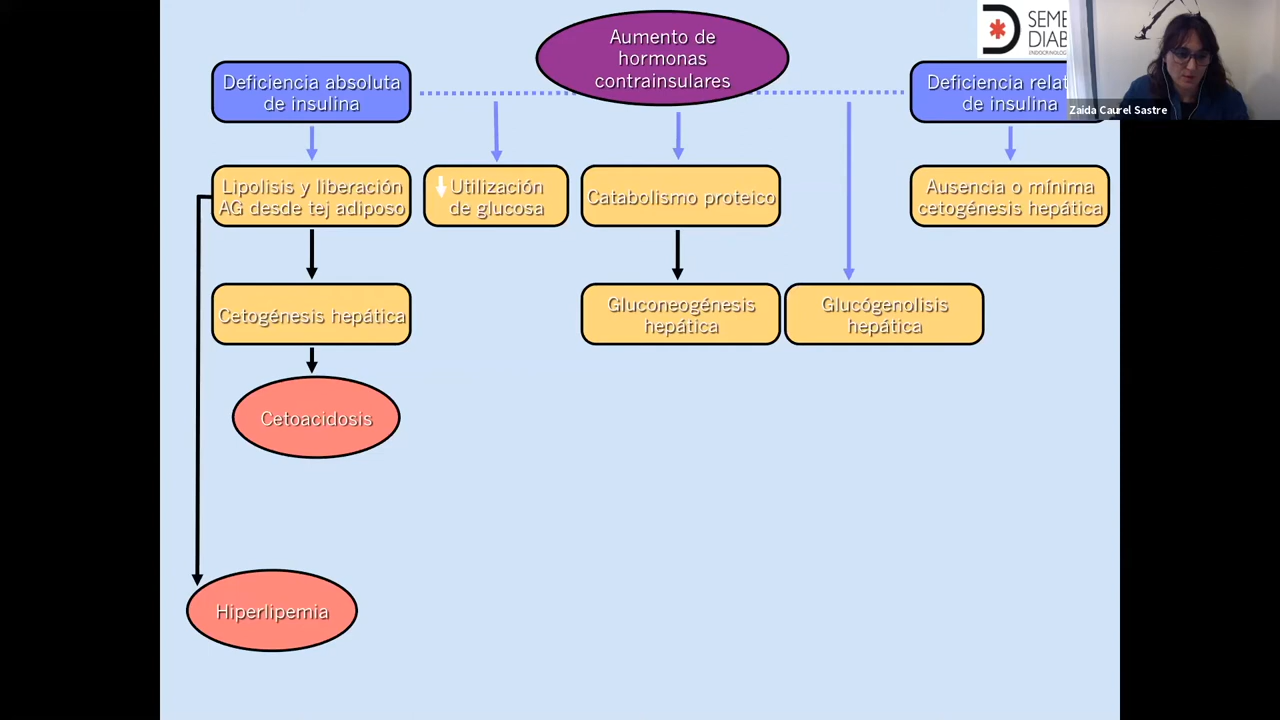 Aumento de
hormonas
contrainsulares
SEME
DIAB
Deficiencia absoluta
de insulina
Deficiencia relat
de insulina
Zaida Caurel Sastre
Lipolisis y liberación
AG desde tej adiposo
Utilización
de glucosa
Catabolismo proteico
Ausencia o mínima
cetogénesis hepática
Cetogénesis hepática
Gluconeogénesis
hepática
Glucógenolisis
hepática
Cetoacidosis
Hiperlipemia